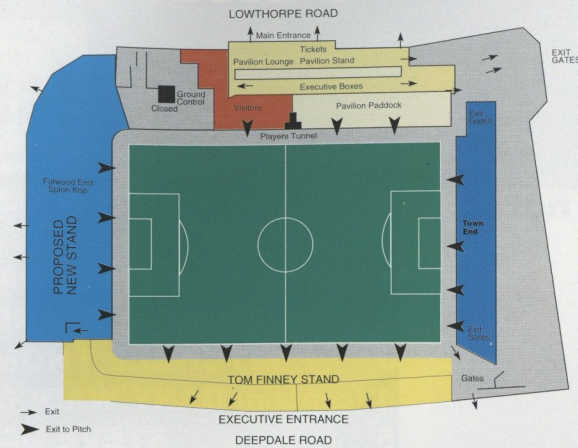 LOWTHORPE ROAD
Main Entrance
Tickets
Pavilion Lounge Pavilion Stand
EXIT
GATES
Executive Boxes
Ground
Control
Closed
Visitors
Pavilion Paddock
Exit
Gates
Players Tunnel
Fulwood End
Spion Kop
PROPOSED
NEW STAND
Town
End
Exit
Gates
TOM FINNEY STAND
Gates
Exit
EXECUTIVE ENTRANCE
Exit to Pitch
DEEPDALE ROAD